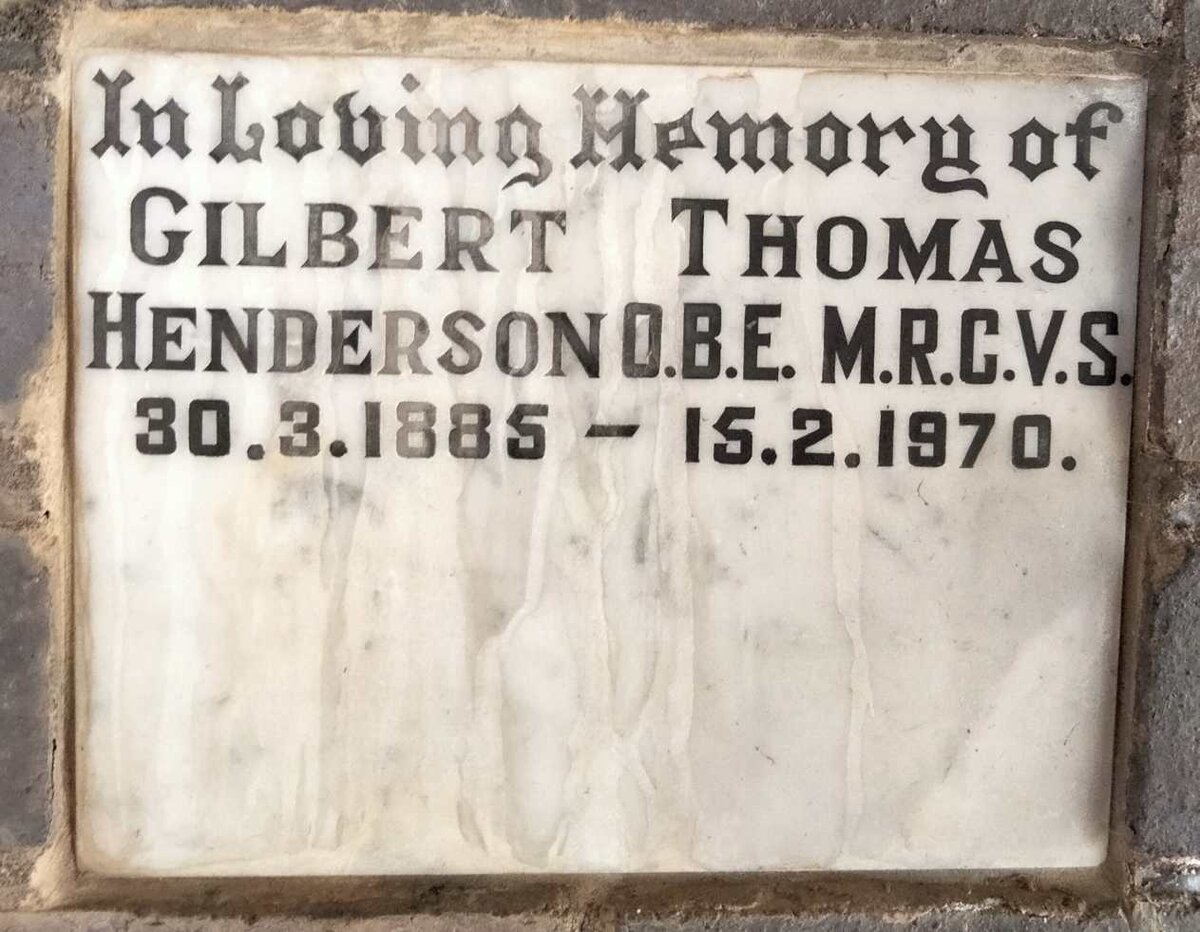 In Loving Memory of
GILBERT THOMAS
HENDERSON O.B.E. M.R.C.V.S.
30.3.1885 – 15.2.1970.